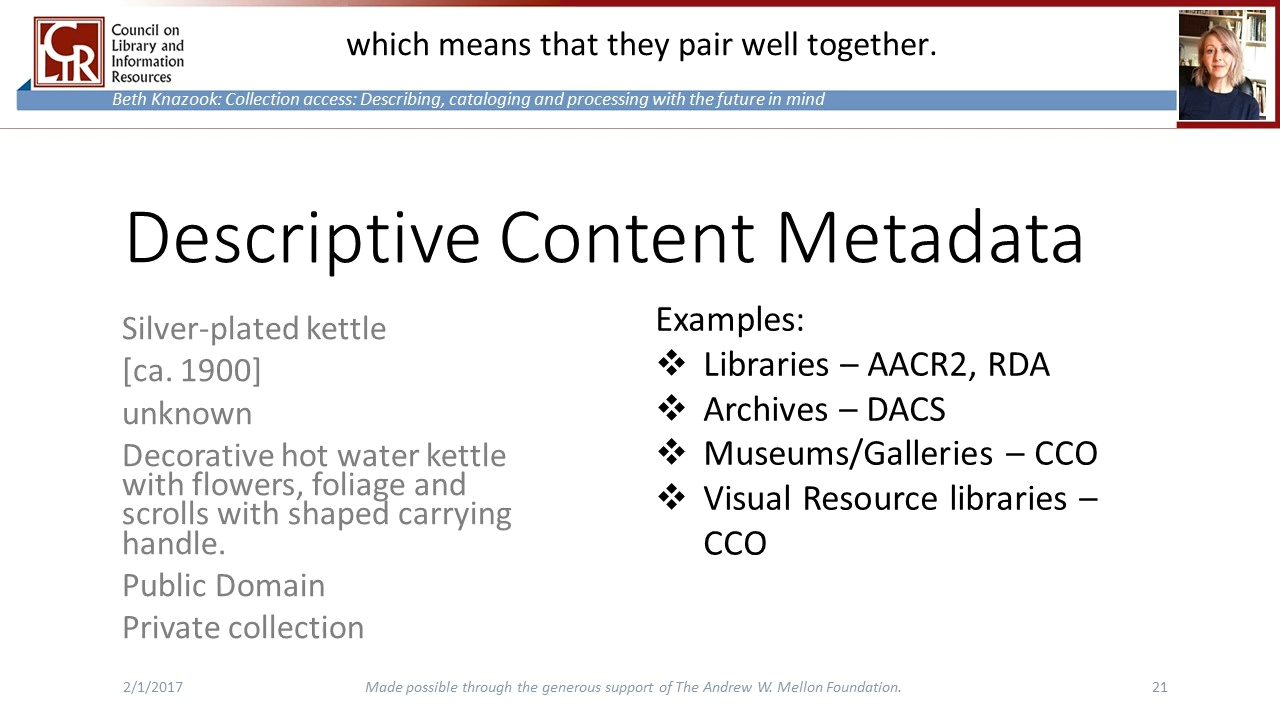 CLIR
Council on
Library and
Information
Resources
which means that they pair well together.
Beth Knazook: Collection access: Describing, cataloging and processing with the future in mind
Descriptive Content Metadata
Silver-plated kettle
[ca. 1900]
unknown
Decorative hot water kettle
with flowers, foliage and
scrolls with shaped carrying
handle.
Public Domain
Private collection
Examples:
❖ Libraries – AACR2, RDA
❖ Archives – DACS
❖ Museums/Galleries – CCO
❖ Visual Resource libraries –
CCO
2/1/2017
Made possible through the generous support of The Andrew W. Mellon Foundation.
21